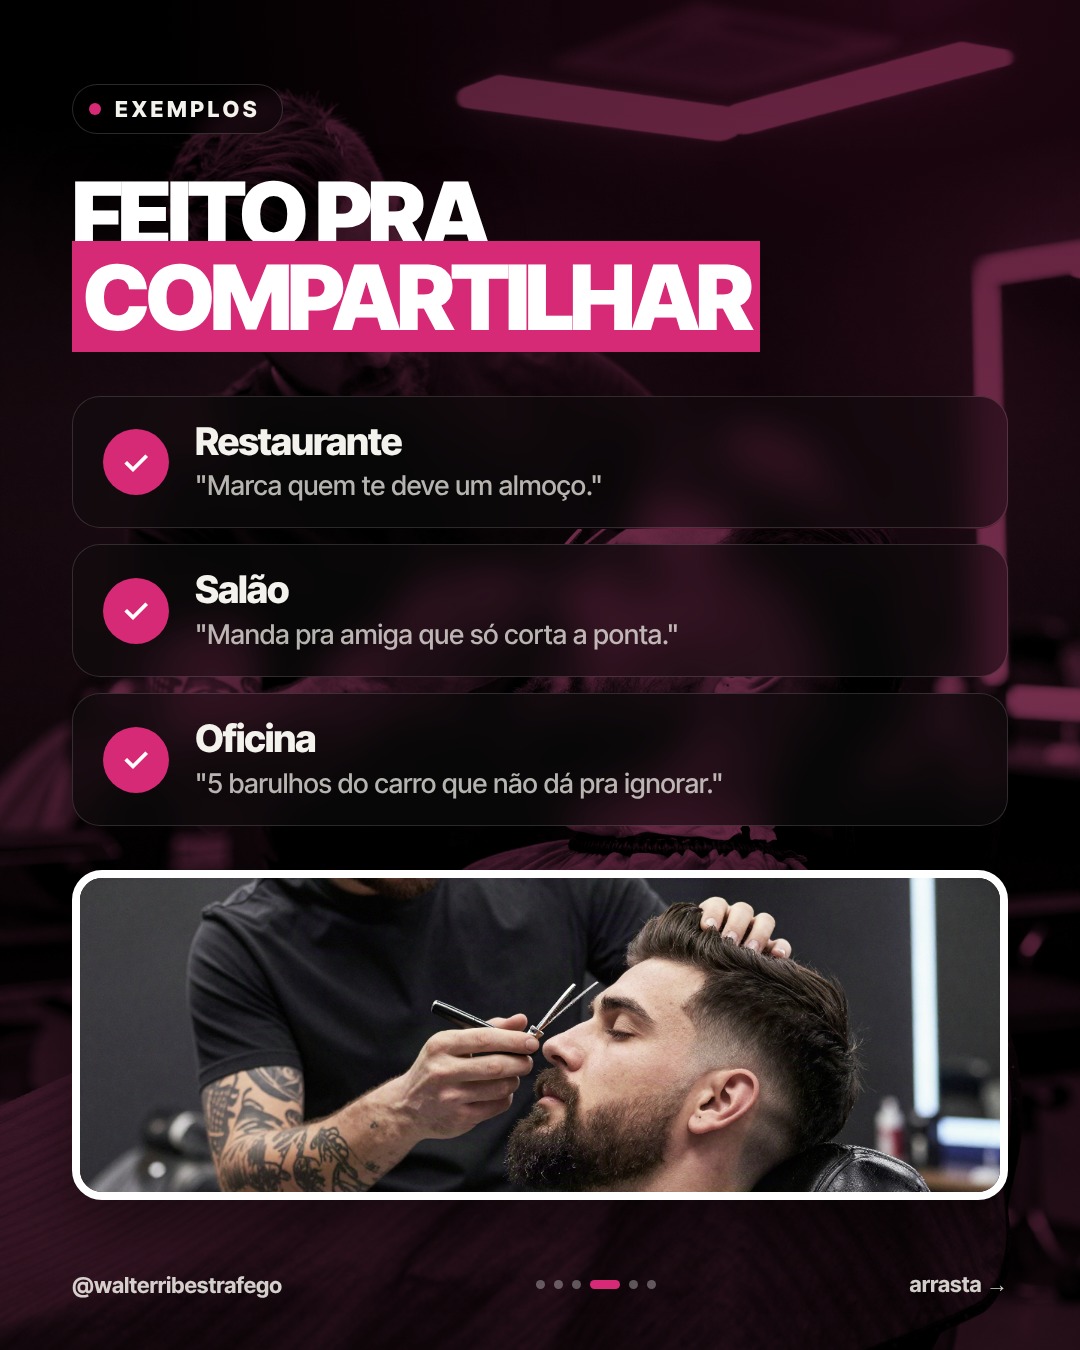 EXEMPLOS
FEITO PRA
COMPARTILHAR
Restaurante
"Marca quem te deve um almoço."
Salão
"Manda pra amiga que só corta a ponta."
Oficina
"5 barulhos do carro que não dá pra ignorar."
@walterribestrafego
arrasta →